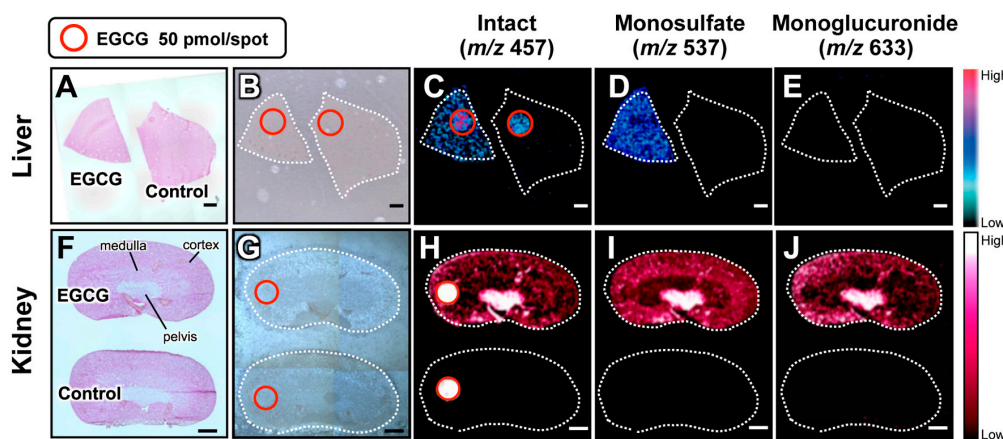 EGCG 50 pmol/spot
Intact
(m/z 457)
Monosulfate
(m/z 537)
Monoglucuronide
(m/z 633)
Liver
A
EGCG
Control
B
C
D
E
High
Low
Kidney
F
medulla
cortex
EGCG
pelvis
Control
G
H
I
J
High
Low